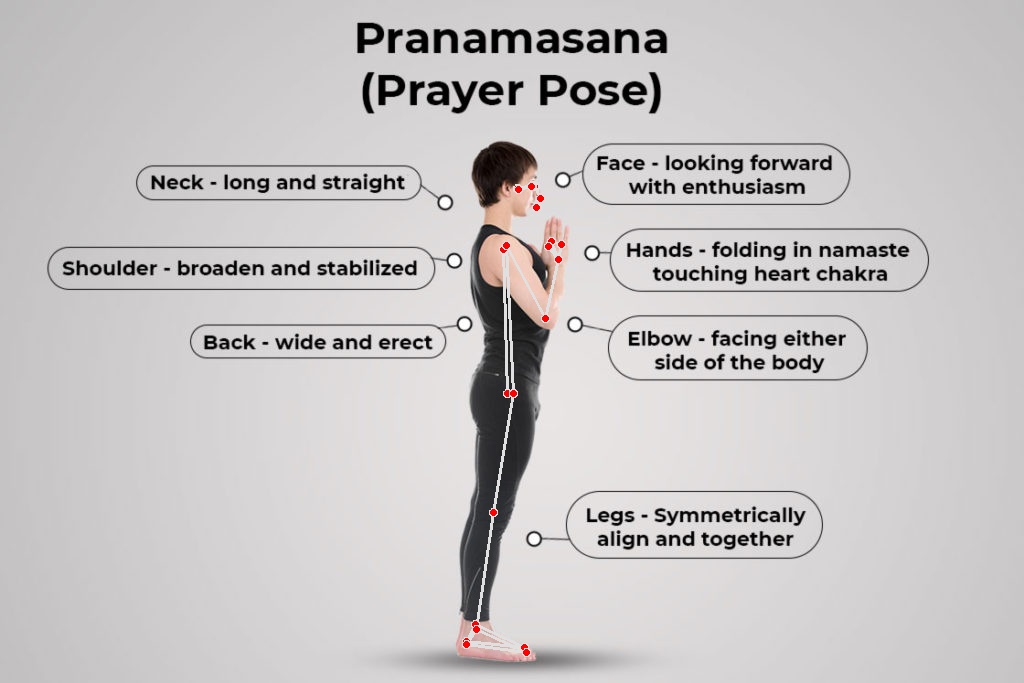 Pranamasana
(Prayer Pose)
Neck - long and straight
Face - looking forward
with enthusiasm
Shoulder - broaden and stabilized
Hands - folding in namaste
touching heart chakra
Back - wide and erect
Elbow - facing either
side of the body
Legs - Symmetrically
align and together